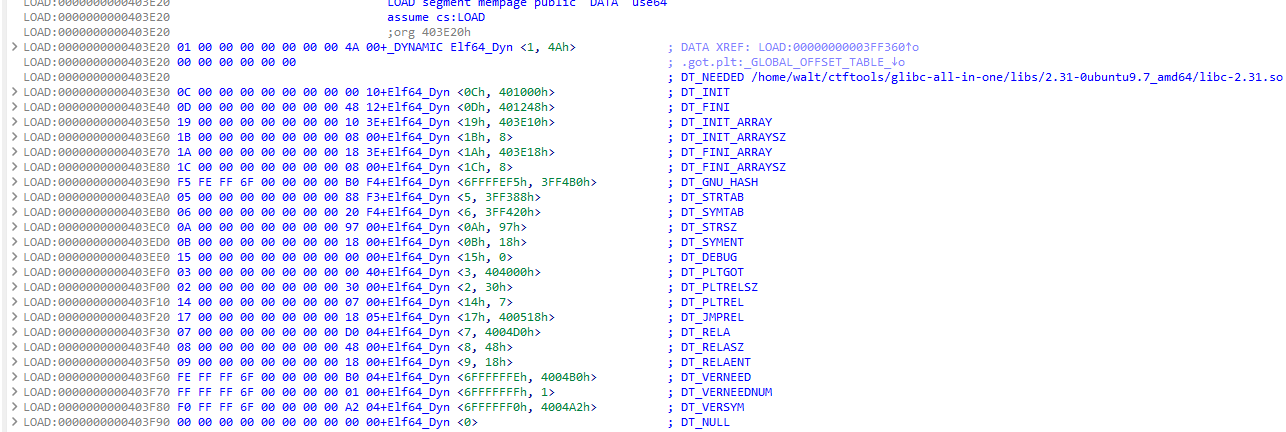 LOAD:0000000000403E20 LOAD segment mempage public 'DATA' use64
LOAD:0000000000403E20 assume cs:LOAD
LOAD:0000000000403E20 ;org 403E20h
LOAD:0000000000403E20 01 00 00 00 00 00 00 00 4A 00+_DYNAMIC Elf64_Dyn <1, 4Ah> ; DATA XREF: LOAD:00000000003FF360↑o
LOAD:0000000000403E20 00 00 00 00 00 00 ; .got.plt:_GLOBAL_OFFSET_TABLE_↓o
LOAD:0000000000403E20 ; DT_NEEDED /home/walt/ctftools/glibc-all-in-one/libs/2.31-0ubuntu9.7_amd64/libc-2.31.so
LOAD:0000000000403E30 0C 00 00 00 00 00 00 00 00 10+Elf64_Dyn <0Ch, 401000h> ; DT_INIT
LOAD:0000000000403E40 0D 00 00 00 00 00 00 00 48 12+Elf64_Dyn <0Dh, 401248h> ; DT_FINI
LOAD:0000000000403E50 19 00 00 00 00 00 00 00 10 3E+Elf64_Dyn <19h, 403E10h> ; DT_INIT_ARRAY
LOAD:0000000000403E60 1B 00 00 00 00 00 00 00 08 00+Elf64_Dyn <1Bh, 8> ; DT_INIT_ARRAYSZ
LOAD:0000000000403E70 1A 00 00 00 00 00 00 00 18 3E+Elf64_Dyn <1Ah, 403E18h> ; DT_FINI_ARRAY
LOAD:0000000000403E80 1C 00 00 00 00 00 00 00 08 00+Elf64_Dyn <1Ch, 8> ; DT_FINI_ARRAYSZ
LOAD:0000000000403E90 F5 FE FF 6F 00 00 00 00 B0 F4+Elf64_Dyn <6FFFFEF5h, 3FF4B0h> ; DT_GNU_HASH
LOAD:0000000000403EA0 05 00 00 00 00 00 00 00 88 F3+Elf64_Dyn <5, 3FF388h> ; DT_STRTAB
LOAD:0000000000403EB0 06 00 00 00 00 00 00 00 20 F4+Elf64_Dyn <6, 3FF420h> ; DT_SYMTAB
LOAD:0000000000403EC0 0A 00 00 00 00 00 00 00 97 00+Elf64_Dyn <0Ah, 97h> ; DT_STRSZ
LOAD:0000000000403ED0 0B 00 00 00 00 00 00 00 18 00+Elf64_Dyn <0Bh, 18h> ; DT_SYMENT
LOAD:0000000000403EE0 15 00 00 00 00 00 00 00 00 00+Elf64_Dyn <15h, 0> ; DT_DEBUG
LOAD:0000000000403EF0 03 00 00 00 00 00 00 00 00 40+Elf64_Dyn <3, 404000h> ; DT_PLTGOT
LOAD:0000000000403F00 02 00 00 00 00 00 00 00 30 00+Elf64_Dyn <2, 30h> ; DT_PLTRELSZ
LOAD:0000000000403F10 14 00 00 00 00 00 00 00 07 00+Elf64_Dyn <14h, 7> ; DT_PLTREL
LOAD:0000000000403F20 17 00 00 00 00 00 00 00 18 05+Elf64_Dyn <17h, 400518h> ; DT_JMPREL
LOAD:0000000000403F30 07 00 00 00 00 00 00 00 D0 04+Elf64_Dyn <7, 4004D0h> ; DT_RELA
LOAD:0000000000403F40 08 00 00 00 00 00 00 00 48 00+Elf64_Dyn <8, 48h> ; DT_RELASZ
LOAD:0000000000403F50 09 00 00 00 00 00 00 00 18 00+Elf64_Dyn <9, 18h> ; DT_RELAENT
LOAD:0000000000403F60 FE FF FF 6F 00 00 00 00 B0 04+Elf64_Dyn <6FFFFFFEh, 4004B0h> ; DT_VERNEED
LOAD:0000000000403F70 FF FF FF 6F 00 00 00 00 01 00+Elf64_Dyn <6FFFFFFFh, 1> ; DT_VERNEEDNUM
LOAD:0000000000403F80 F0 FF FF 6F 00 00 00 00 A2 04+Elf64_Dyn <6FFFFFF0h, 4004A2h> ; DT_VERSYM
LOAD:0000000000403F90 00 00 00 00 00 00 00 00 00 00+Elf64_Dyn <0> ; DT_NULL